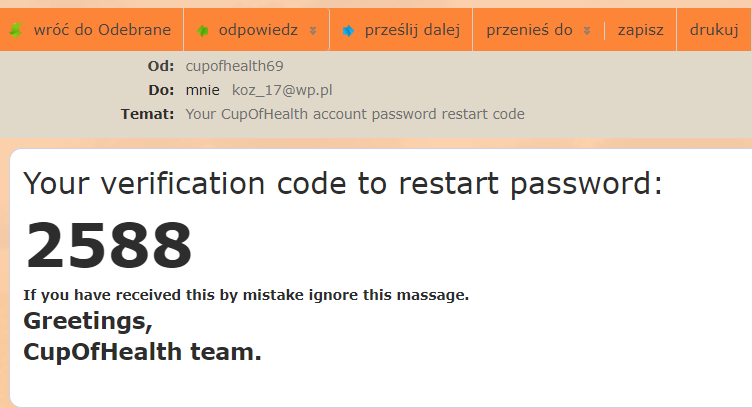 wróć do Odebrane odpowiedz prześlij dalej przenieś do zapisz drukuj
Od: cupofhealth69
Do: mnie koz_17@wp.pl
Temat: Your CupOfHealth account password restart code
Your verification code to restart password:
2588
If you have received this by mistake ignore this massage.
Greetings,
CupOfHealth team.